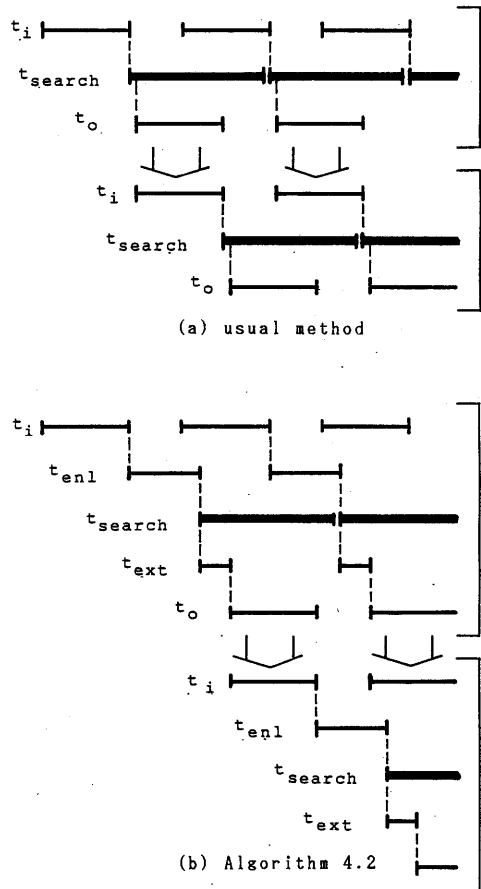 t_i
t_search
t_o
t_i
t_search
t_o
(a) usual method
t_i
t_enl
t_search
t_ext
t_o
t_i
t_enl
t_search
t_ext
(b) Algorithm 4.2